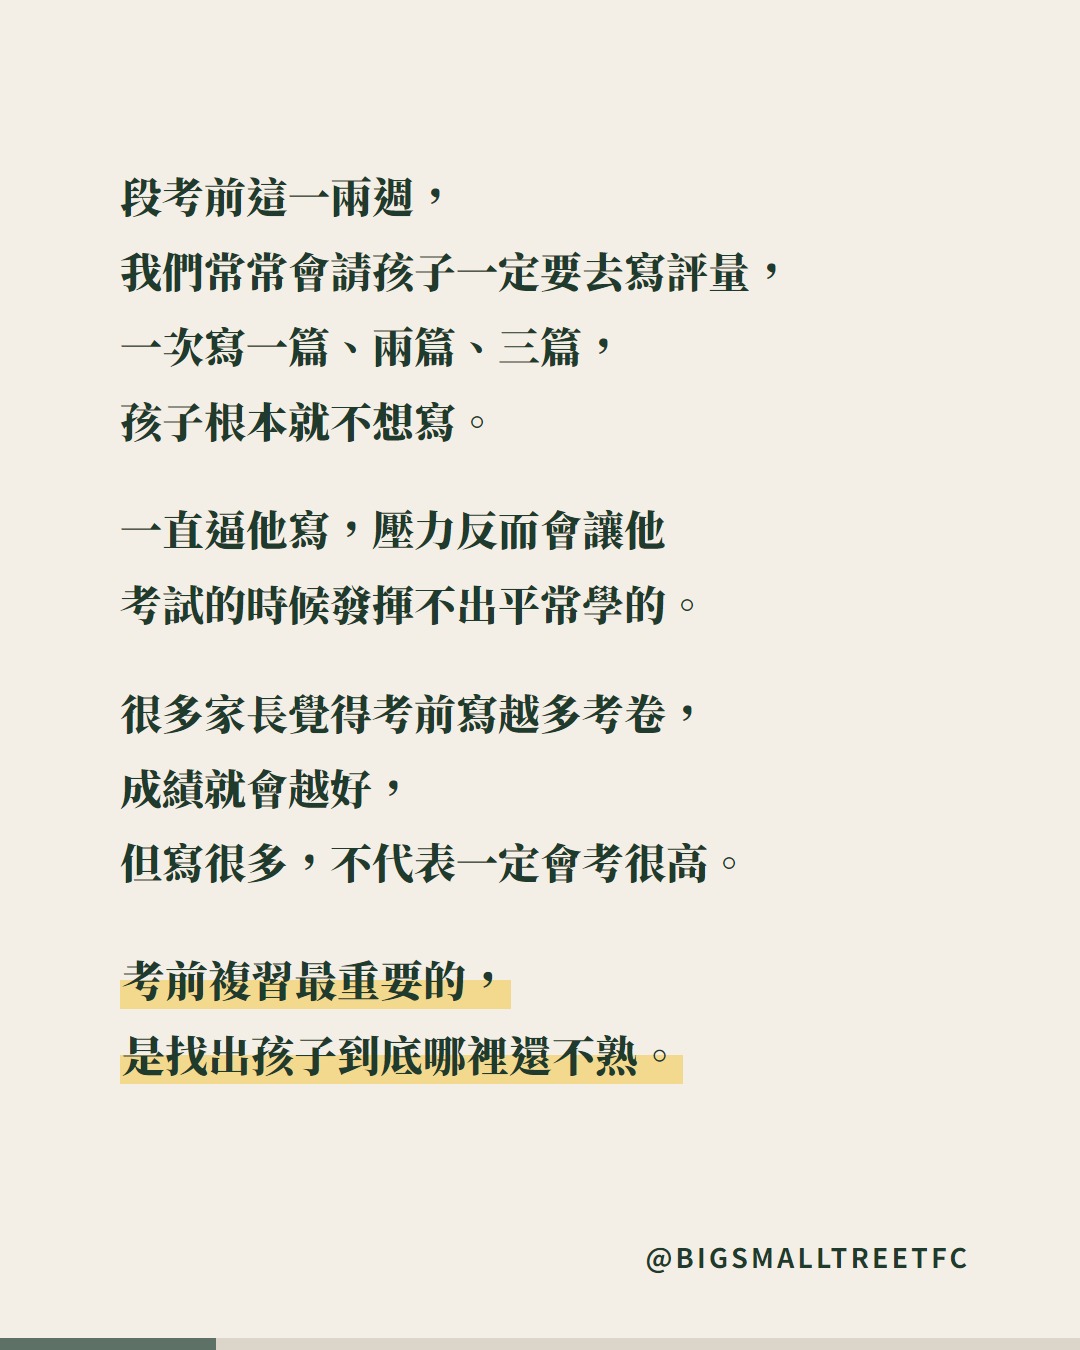 段考前這一兩週，
我們常常會請孩子一定要去寫評量，
一次寫一篇、兩篇、三篇，
孩子根本就不想寫。
一直逼他寫，壓力反而會讓他
考試的時候發揮不出平常學的。
很多家長覺得考前寫越多考卷，
成績就會越好，
但寫很多，不代表一定會考很高。
考前複習最重要的，
是找出孩子到底哪裡還不熟。
@BIGSMALLTREETFC